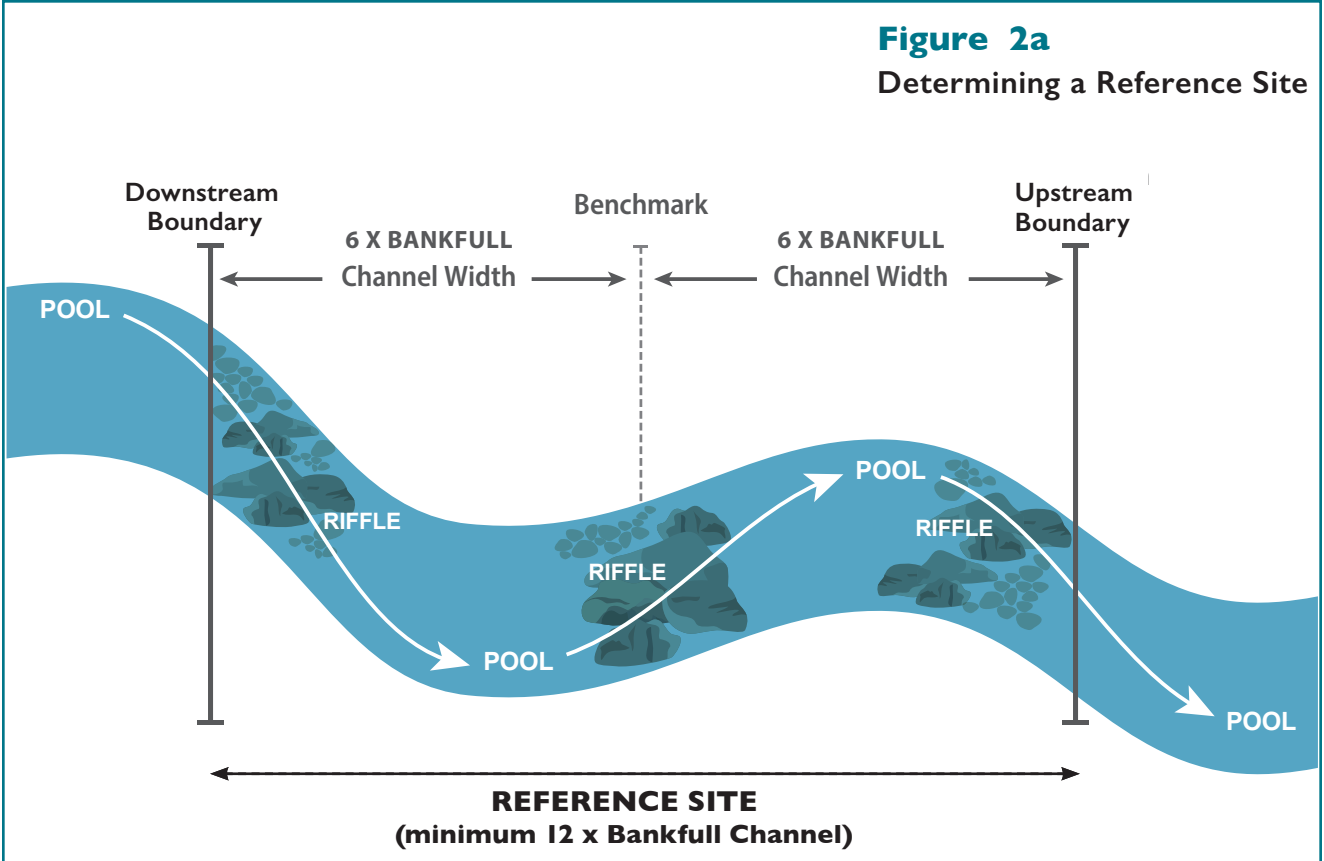 Figure 2a
Determining a Reference Site
Downstream
Boundary
Benchmark
Upstream
Boundary
6 X BANKFULL
Channel Width
6 X BANKFULL
Channel Width
POOL
RIFFLE
POOL
RIFFLE
POOL
RIFFLE
POOL
REFERENCE SITE
(minimum 12 x Bankfull Channel)